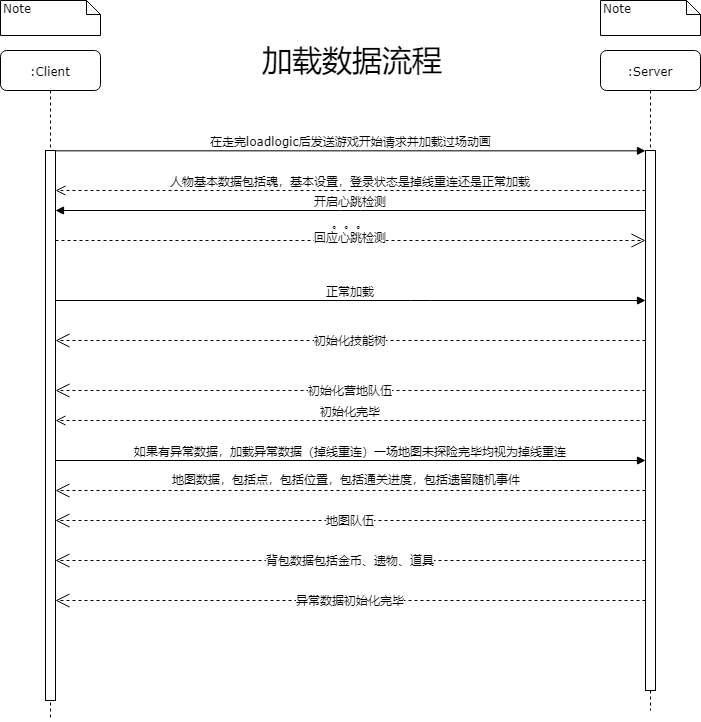 Note
Note
:Client
加载数据流程
:Server
在走完loadlogic后发送游戏开始请求并加载过场动画
人物基本数据包括魂，基本设置，登录状态是掉线重连还是正常加载
开启心跳检测
。。。
回应心跳检测
正常加载
初始化技能树
初始化营地队伍
初始化完毕
如果有异常数据，加载异常数据（掉线重连）一场地图未探险完毕均视为掉线重连
地图数据，包括点，包括位置，包括通关进度，包括遗留随机事件
地图队伍
背包数据包括金币、遗物、道具
异常数据初始化完毕